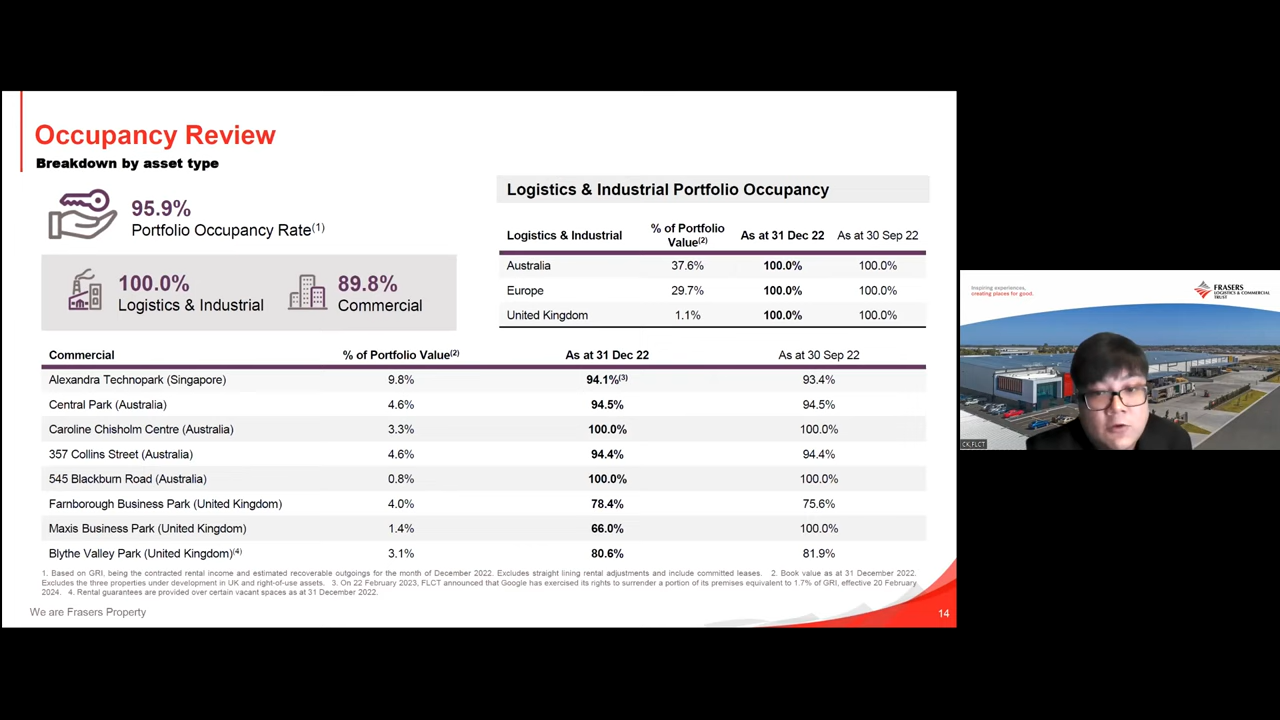 Occupancy Review
Breakdown by asset type
95.9%
Portfolio Occupancy Rate(1)
100.0%
Logistics & Industrial
89.8%
Commercial
Logistics & Industrial Portfolio Occupancy
Logistics & Industrial % of Portfolio Value(2) As at 31 Dec 22 As at 30 Sep 22
Australia 37.6% 100.0% 100.0%
Europe 29.7% 100.0% 100.0%
United Kingdom 1.1% 100.0% 100.0%
Commercial % of Portfolio Value(2) As at 31 Dec 22 As at 30 Sep 22
Alexandra Technopark (Singapore) 9.8% 94.1%(3) 93.4%
Central Park (Australia) 4.6% 94.5% 94.5%
Caroline Chisholm Centre (Australia) 3.3% 100.0% 100.0%
357 Collins Street (Australia) 4.6% 94.4% 94.4%
545 Blackburn Road (Australia) 0.8% 100.0% 100.0%
Farnborough Business Park (United Kingdom) 4.0% 78.4% 75.6%
Maxis Business Park (United Kingdom) 1.4% 66.0% 100.0%
Blythe Valley Park (United Kingdom)(4) 3.1% 80.6% 81.9%
1. Based on GRI, being the contracted rental income and estimated recoverable outgoings for the month of December 2022. Excludes straight lining rental adjustments and include committed leases. 2. Book value as at 31 December 2022.
Excludes the three properties under development in UK and right-of-use assets. 3. On 22 February 2023, FLCT announced that Google has exercised its rights to surrender a portion of its premises equivalent to 1.7% of GRI, effective 20 February
2024. 4. Rental guarantees are provided over certain vacant spaces as at 31 December 2022.
We are Frasers Property
14
Inspiring experiences,
creating places for good.
FRASERS
LOGISTICS & COMMERCIAL
TRUST
CK,FLCT